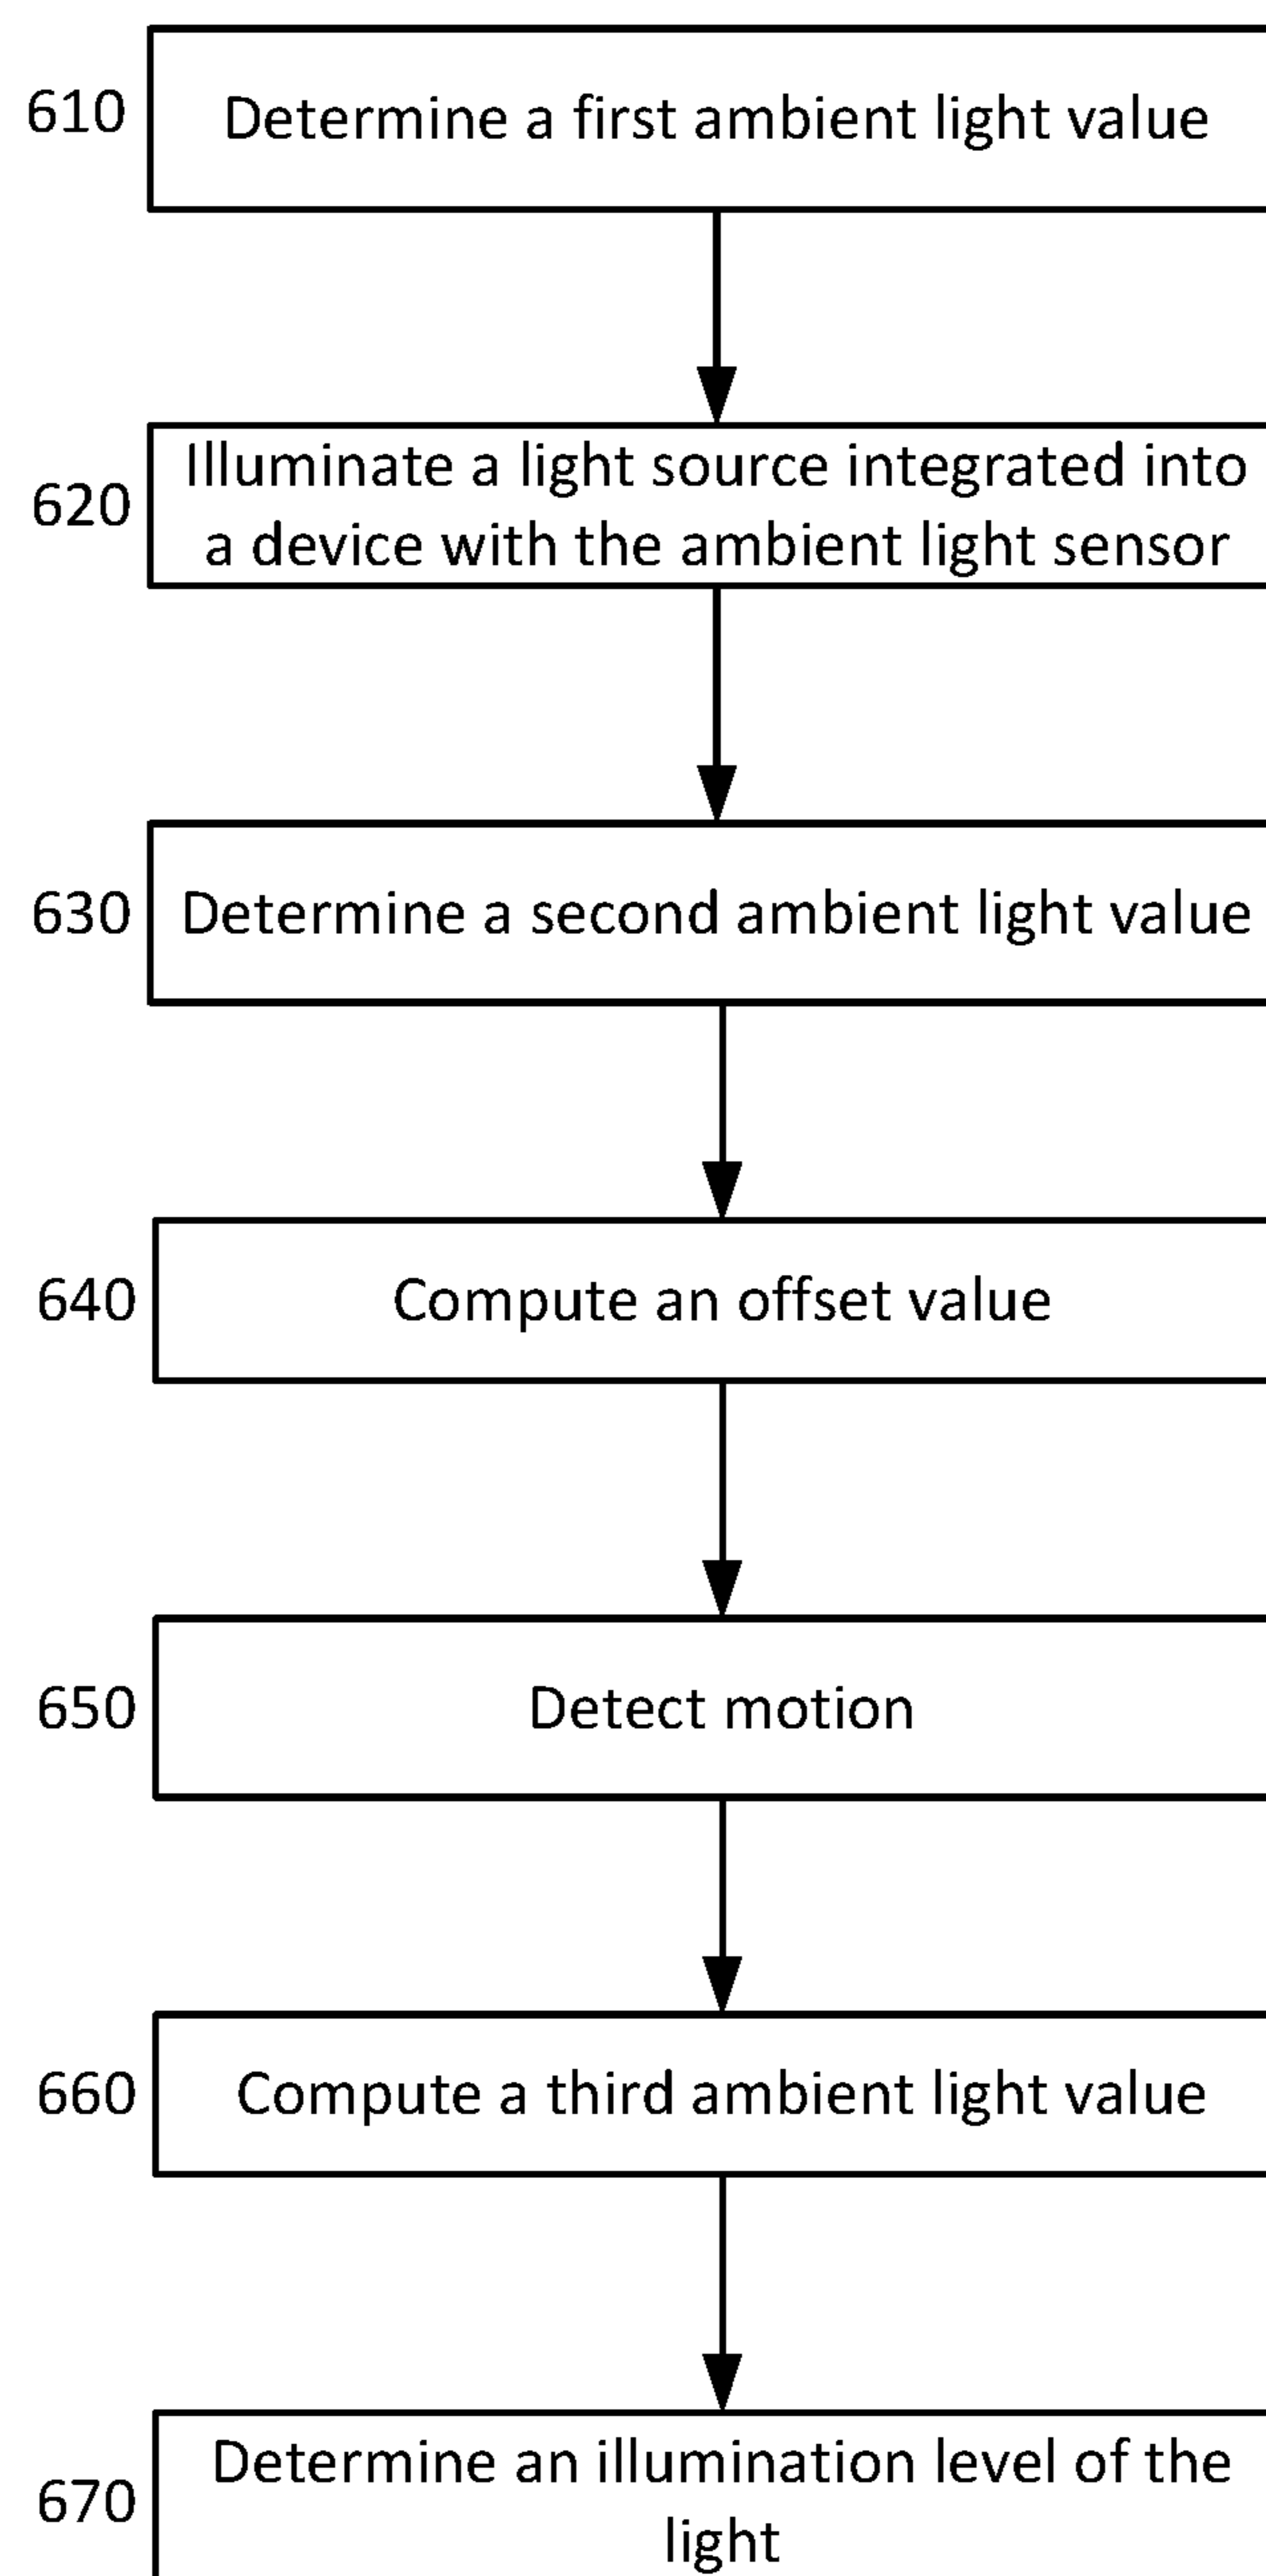 610
Determine a first ambient light value
620
Illuminate a light source integrated into
a device with the ambient light sensor
630
Determine a second ambient light value
640
Compute an offset value
650
Detect motion
660
Compute a third ambient light value
670
Determine an illumination level of the
light